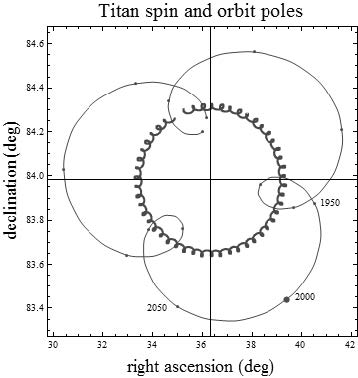 Titan spin and orbit poles
84.6
84.4
84.2
84.0
83.8
83.6
83.4
declination (deg)
1950
2000
2050
30 32 34 36 38 40 42
right ascension (deg)